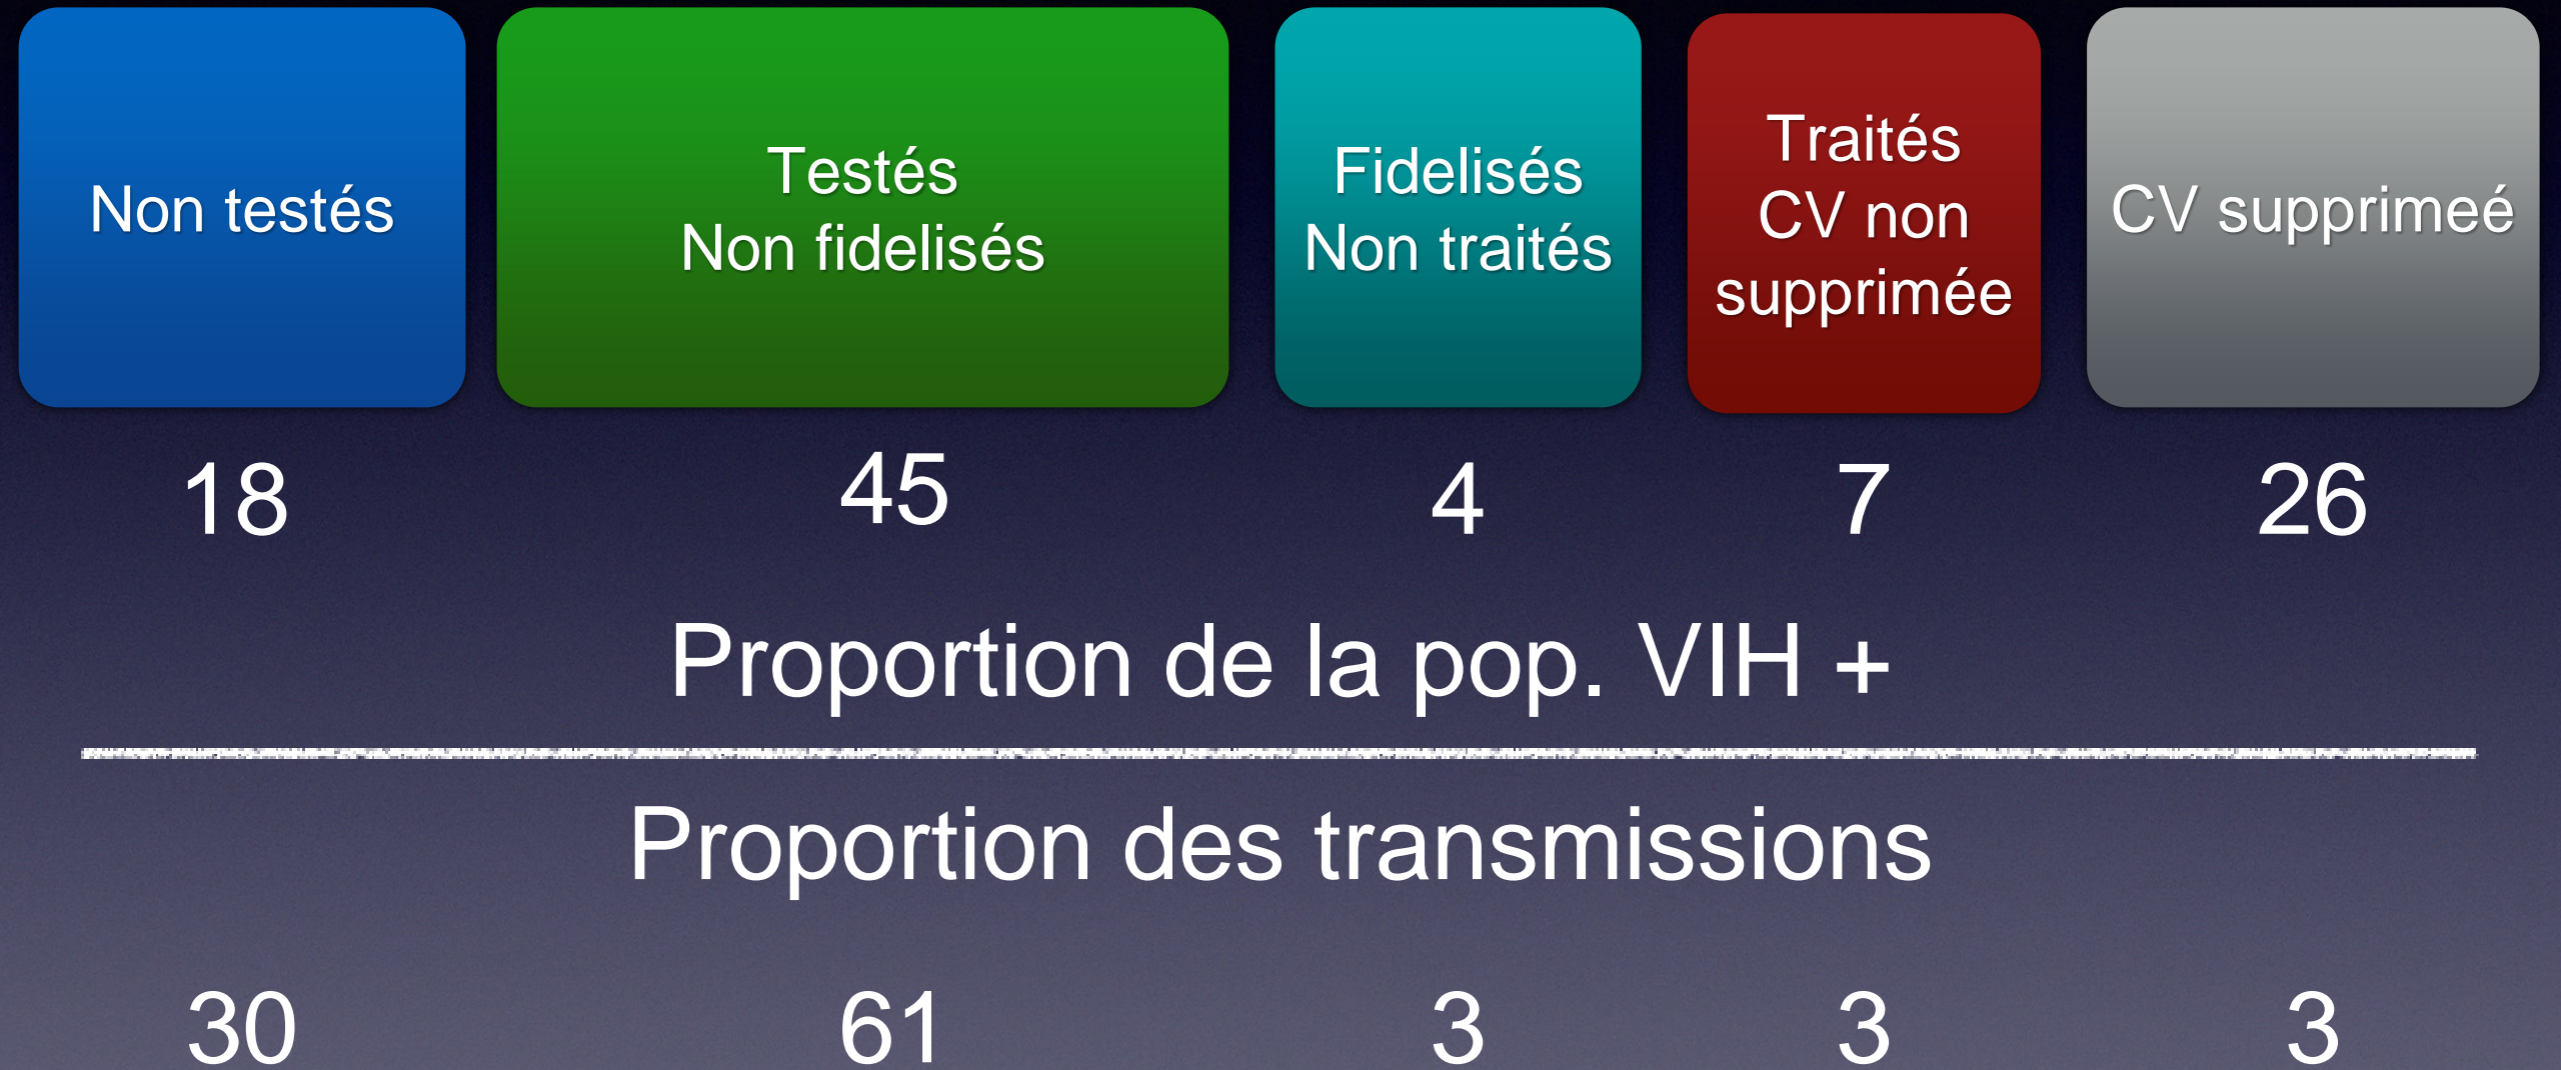 Non testés
Testés
Non fidelisés
Fidelisés
Non traités
Traités
CV non
supprimée
CV supprimeé
18
45
4
7
26
Proportion de la pop. VIH +
Proportion des transmissions
30
61
3
3
3